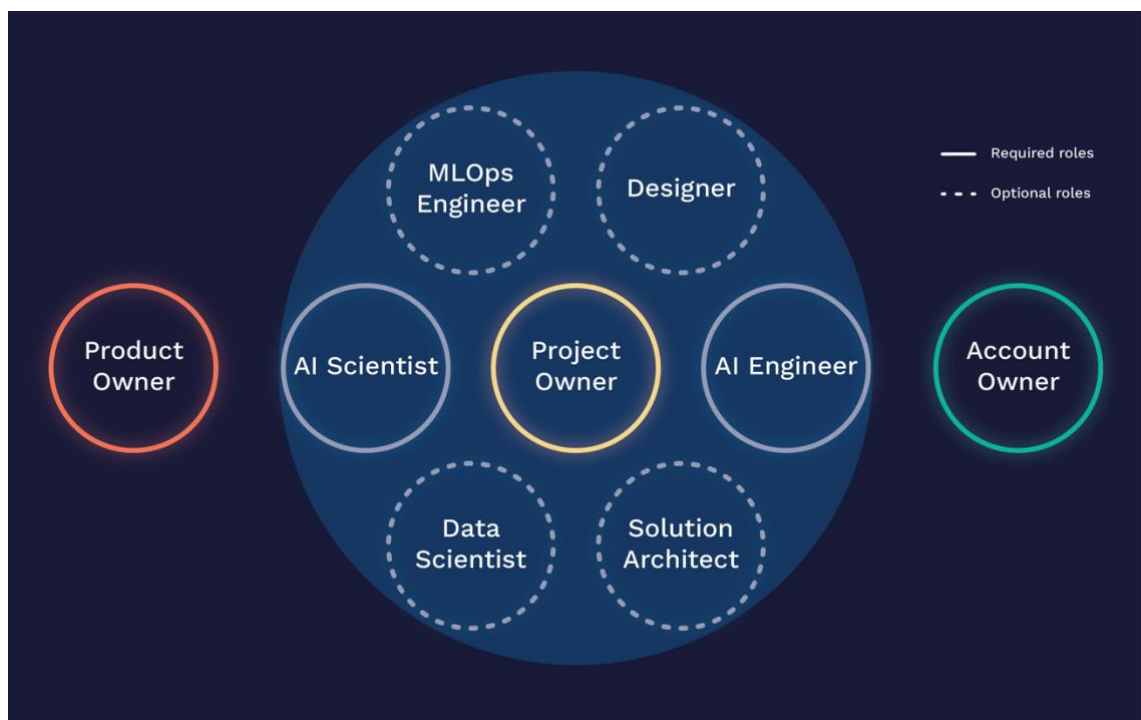 MLOps
Engineer
Designer
Required roles
Optional roles
Product
Owner
AI Scientist
Project
Owner
AI Engineer
Account
Owner
Data
Scientist
Solution
Architect